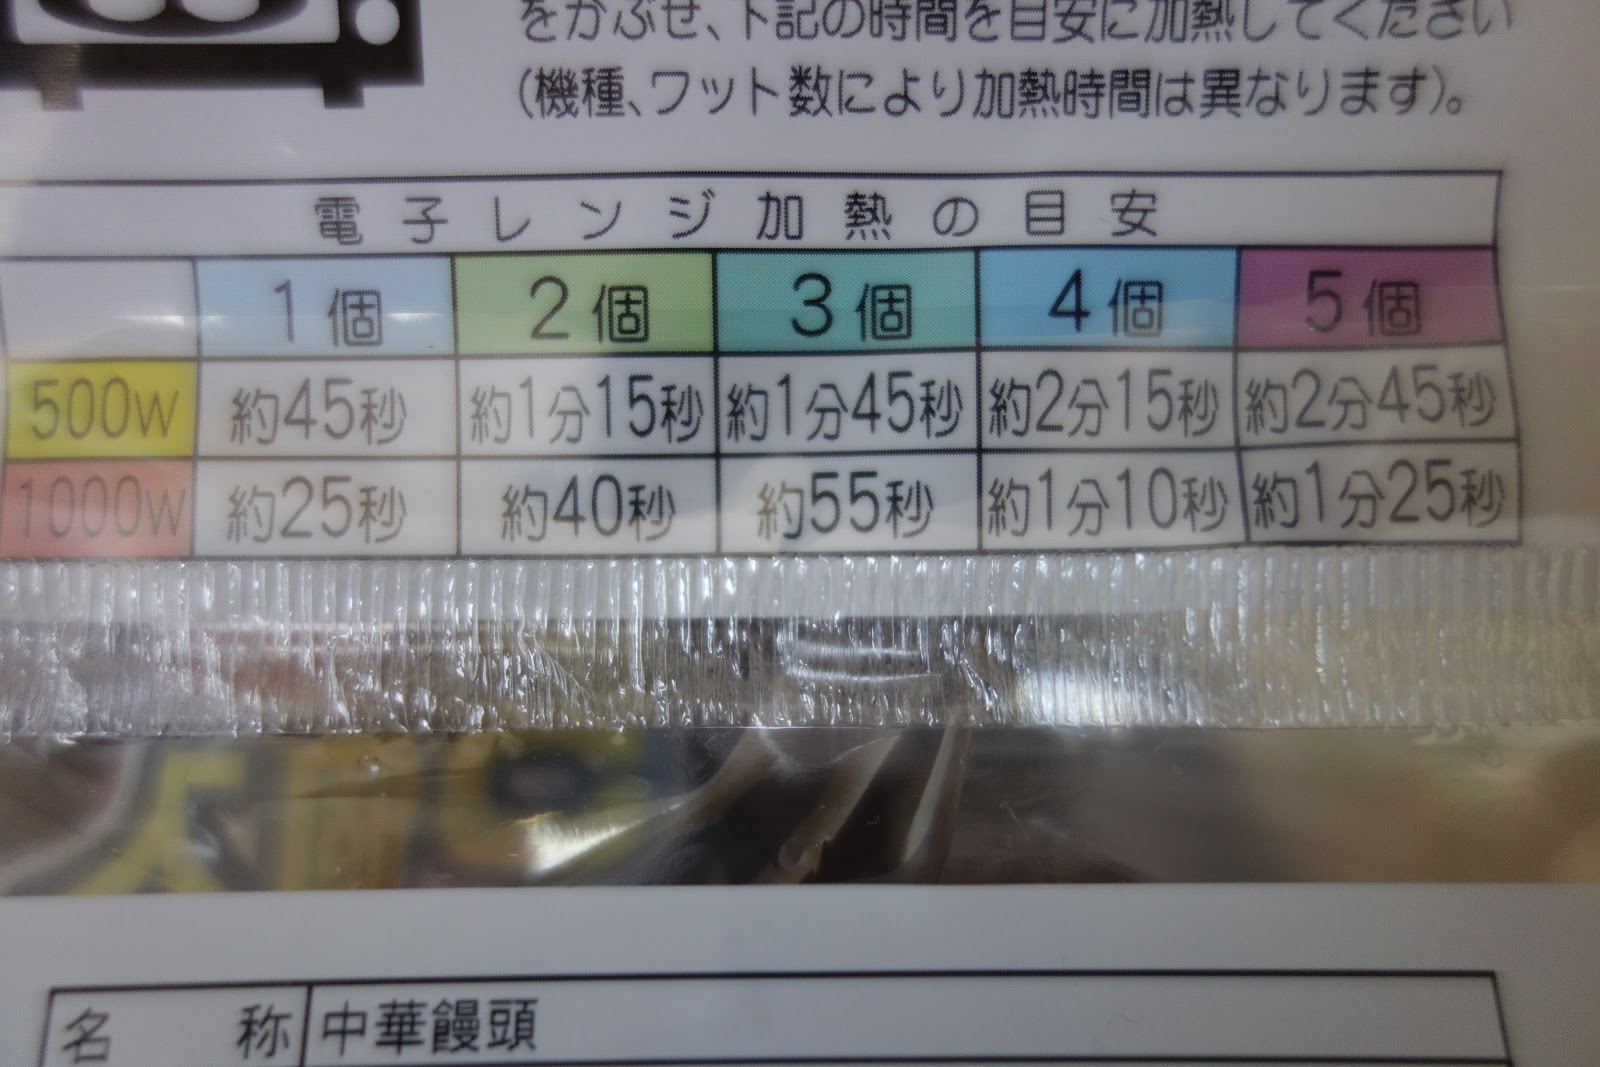 をかぶせ、下記の時間を目安に加熱してください
(機種、ワット数により加熱時間は異なります)。
電子レンジ加熱の目安
1個 2個 3個 4個 5個
500W 約45秒 約1分15秒 約1分45秒 約2分15秒 約2分45秒
1000W 約25秒 約40秒 約55秒 約1分10秒 約1分25秒
名称 中華饅頭